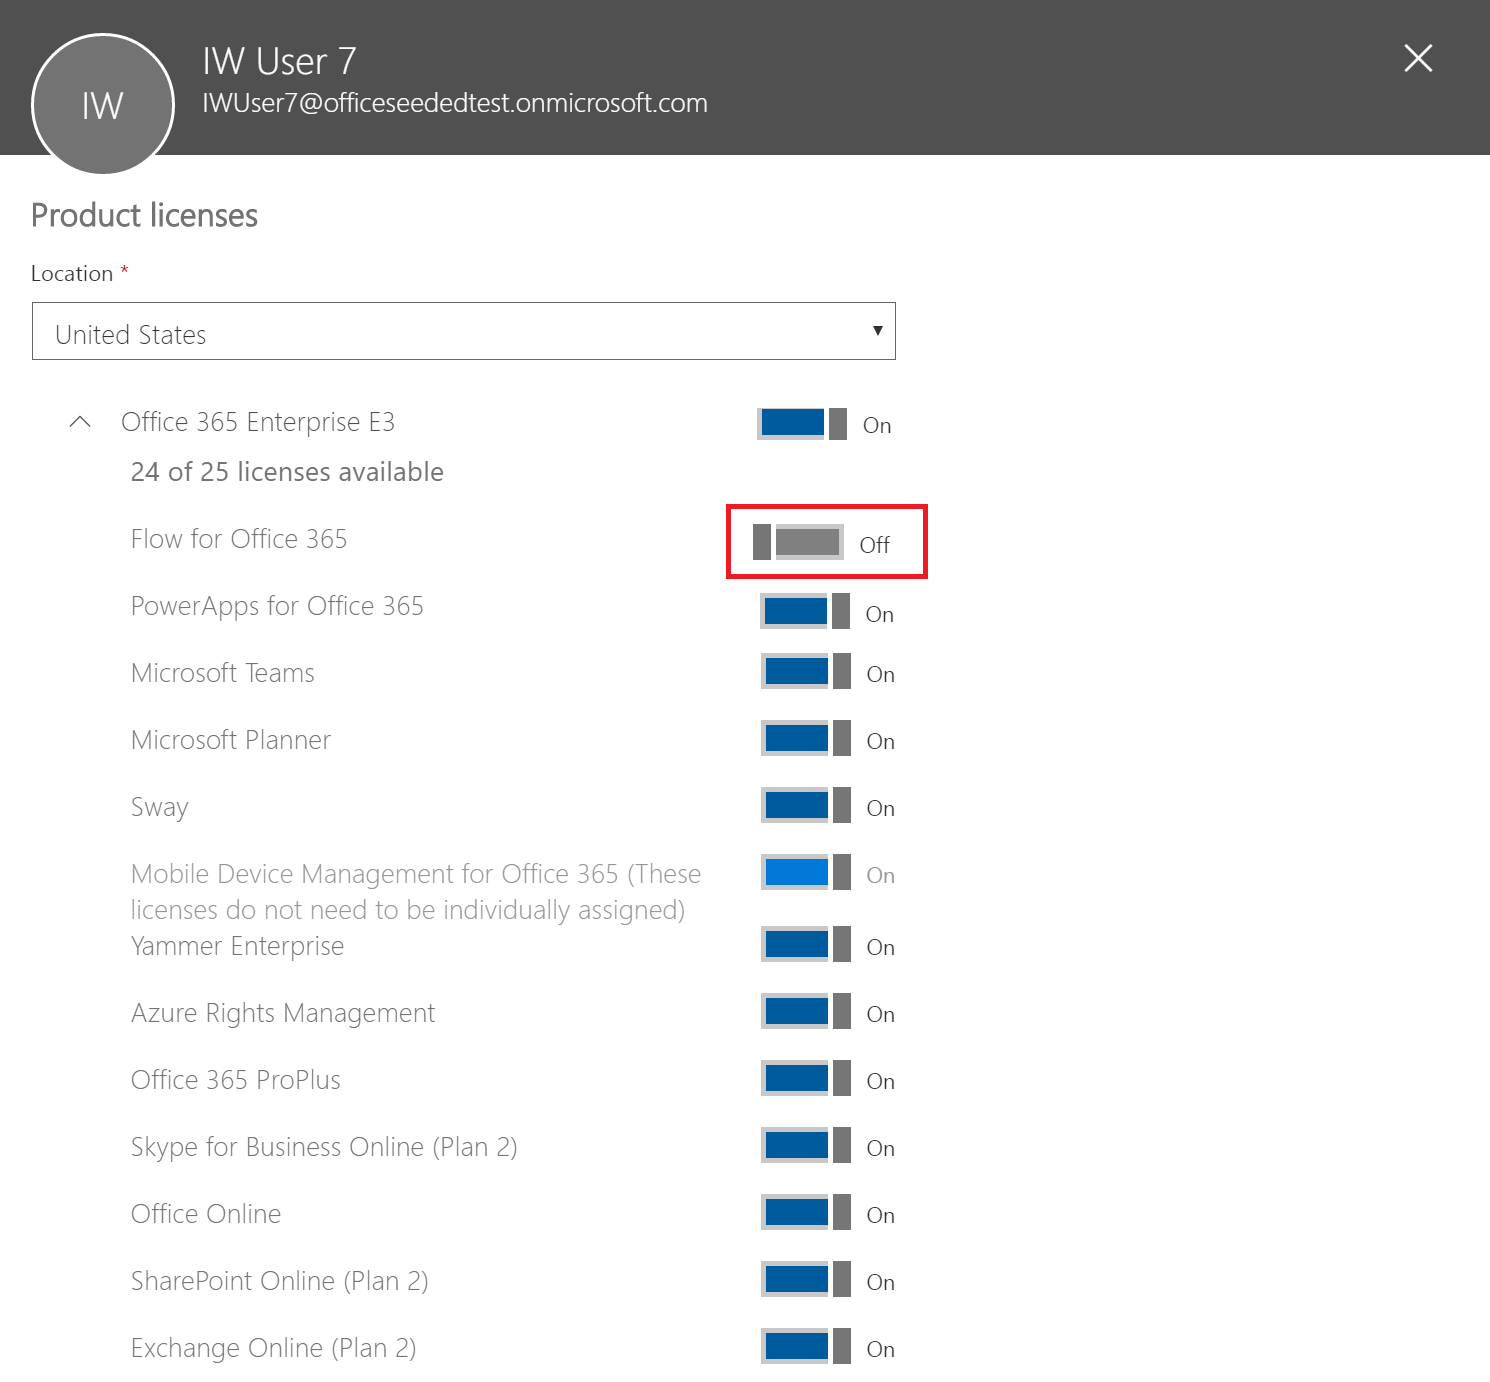 IW
IW User 7
IWUser7@officeseededtest.onmicrosoft.com
Product licenses
Location *
United States
Office 365 Enterprise E3 On
24 of 25 licenses available
Flow for Office 365 Off
PowerApps for Office 365 On
Microsoft Teams On
Microsoft Planner On
Sway On
Mobile Device Management for Office 365 (These On
licenses do not need to be individually assigned)
Yammer Enterprise On
Azure Rights Management On
Office 365 ProPlus On
Skype for Business Online (Plan 2) On
Office Online On
SharePoint Online (Plan 2) On
Exchange Online (Plan 2) On